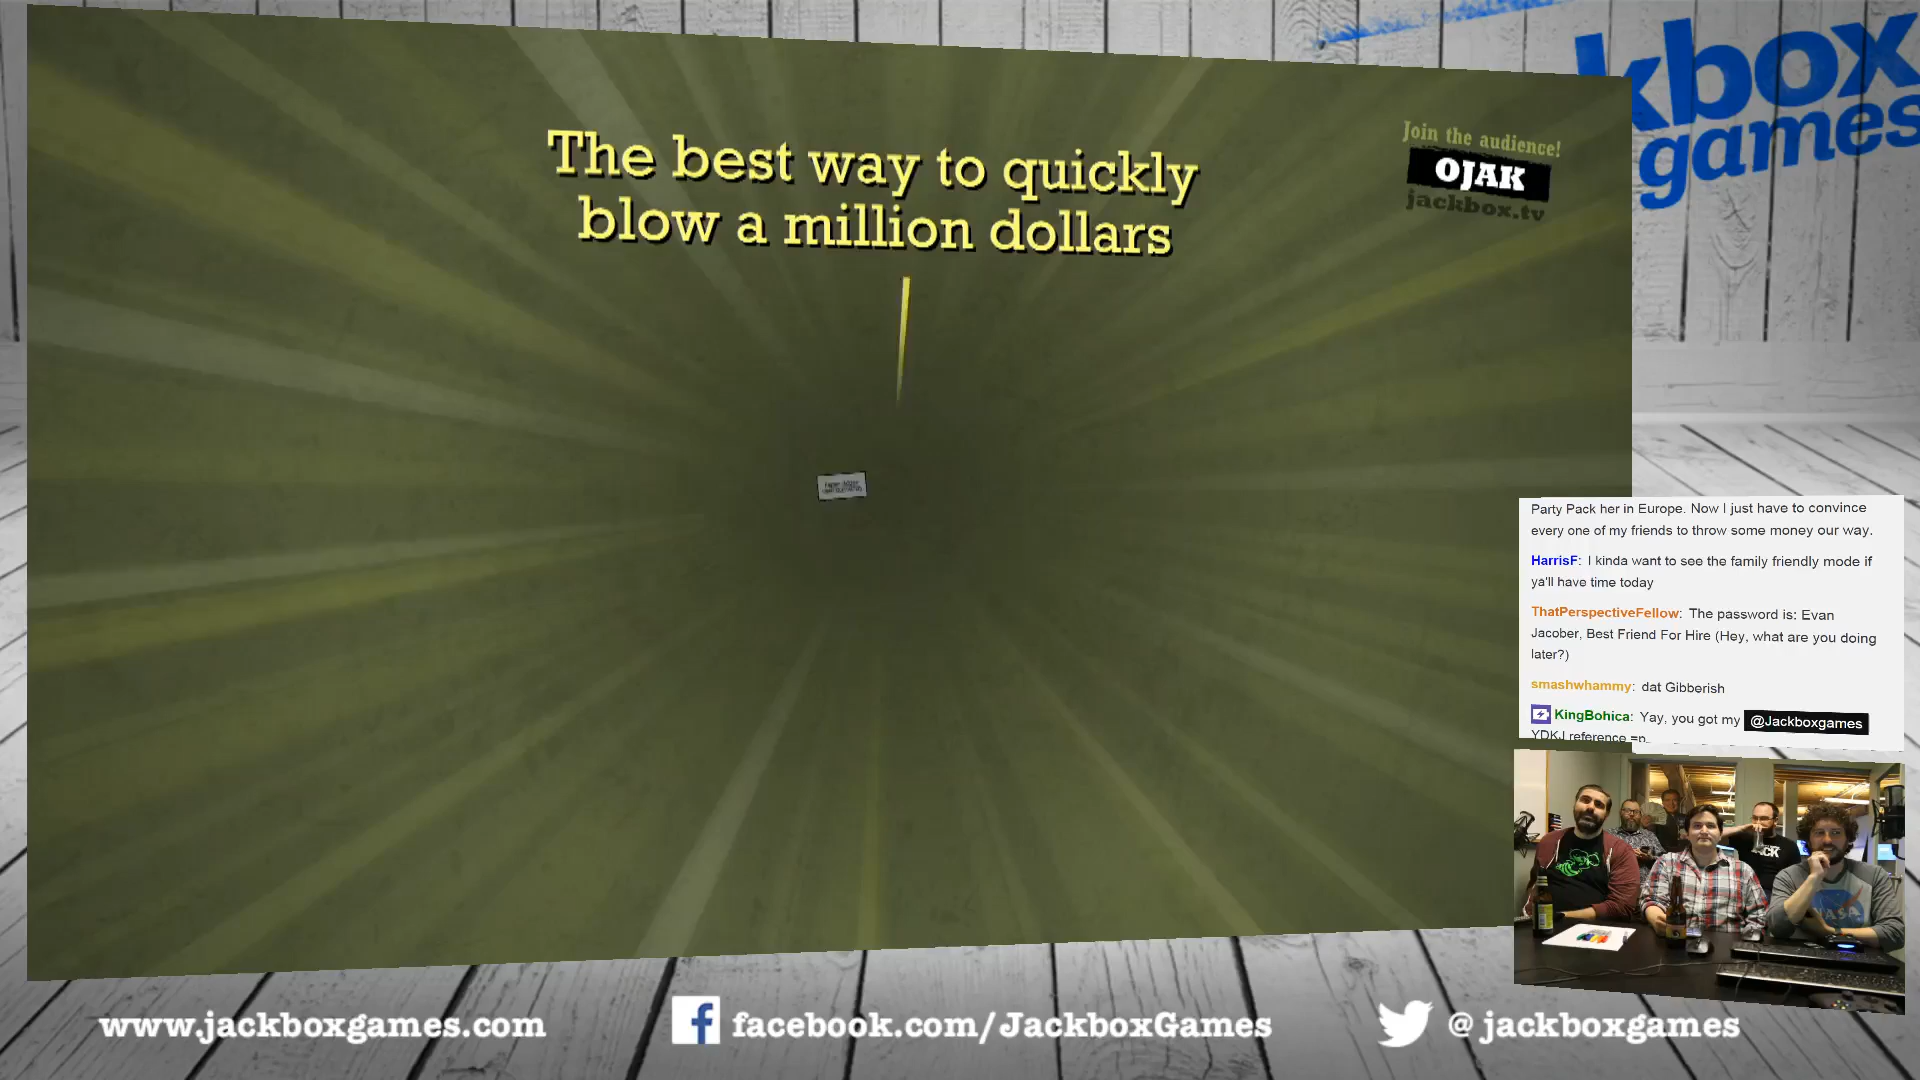 The best way to quickly
blow a million dollars
Join the audience!
OJAK
jackbox.tv
kbox
games
Party Pack her in Europe. Now I just have to convince
every one of my friends to throw some money our way.
HarrisF: I kinda want to see the family friendly mode if
ya'll have time today
ThatPerspectiveFellow: The password is: Evan
Jacober, Best Friend For Hire (Hey, what are you doing
later?)
smashwhammy: dat Gibberish
KingBohica: Yay, you got my @Jackboxgames
YDKJ reference =p
NASA
www.jackboxgames.com
facebook.com/JackboxGames
@jackboxgames